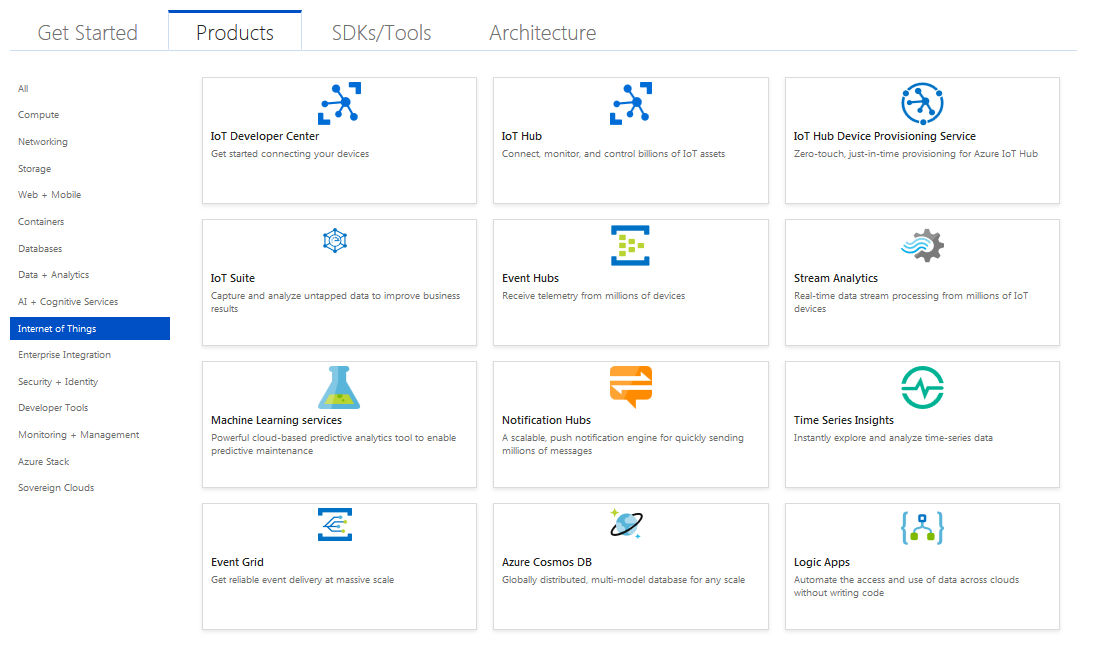 Get Started
Products
SDKs/Tools
Architecture
All
Compute
Networking
Storage
Web + Mobile
Containers
Databases
Data + Analytics
AI + Cognitive Services
Internet of Things
Enterprise Integration
Security + Identity
Developer Tools
Monitoring + Management
Azure Stack
Sovereign Clouds
IoT Developer Center
Get started connecting your devices
IoT Hub
Connect, monitor, and control billions of IoT assets
IoT Hub Device Provisioning Service
Zero-touch, just-in-time provisioning for Azure IoT Hub
IoT Suite
Capture and analyze untapped data to improve business
results
Event Hubs
Receive telemetry from millions of devices
Stream Analytics
Real-time data stream processing from millions of IoT
devices
Machine Learning services
Powerful cloud-based predictive analytics tool to enable
predictive maintenance
Notification Hubs
A scalable, push notification engine for quickly sending
millions of messages
Time Series Insights
Instantly explore and analyze time-series data
Event Grid
Get reliable event delivery at massive scale
Azure Cosmos DB
Globally distributed, multi-model database for any scale
Logic Apps
Automate the access and use of data across clouds
without writing code